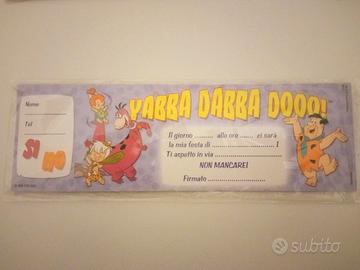 YABBA DABBA DOOO!
Nome
Tel
SI NO
Il giorno .......... alle ore ....... ci sarà
la mia festa di .............................. !
Ti aspetto in via ..........................
NON MANCARE!
Firmato ....................
subito